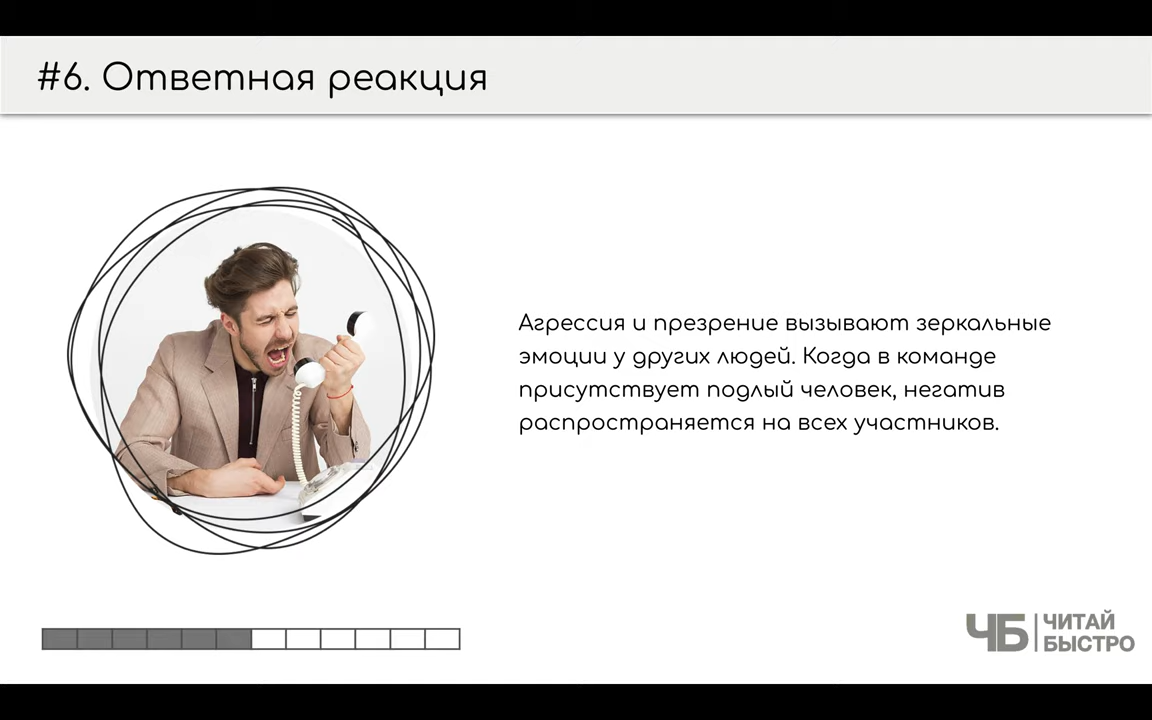 #6. Ответная реакция
Агрессия и презрение вызывают зеркальные
эмоции у других людей. Когда в команде
присутствует подлый человек, негатив
распространяется на всех участников.
ЧБ ЧИТАЙ
БЫСТРО